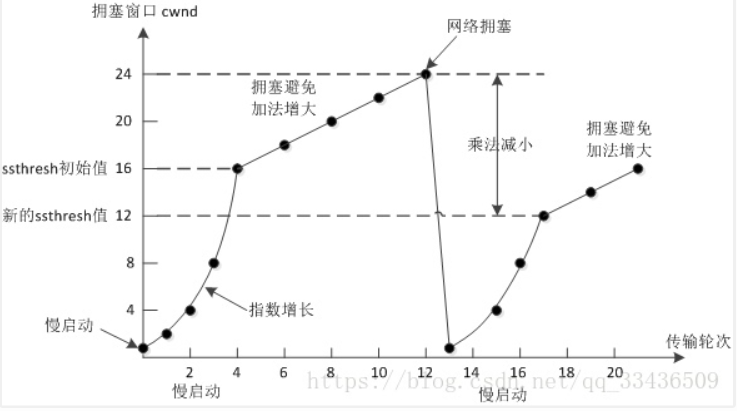 拥塞窗口 cwnd
网络拥塞
24
拥塞避免
加法增大
20
乘法减小
拥塞避免
加法增大
ssthresh初始值
16
新的ssthresh值
12
8
4
指数增长
慢启动
传输轮次
2
4
6
8
10
12
14
16
18
20
慢启动
慢启动
https://blog.csdn.net/qq_33436509